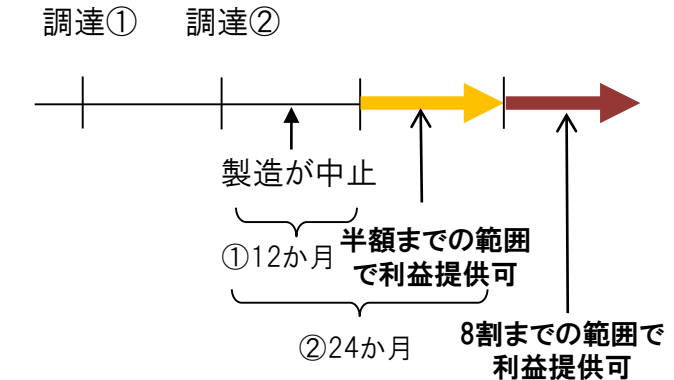 調達①
調達②
製造が中止
①12か月
半額までの範囲
で利益提供可
②24か月
8割までの範囲で
利益提供可